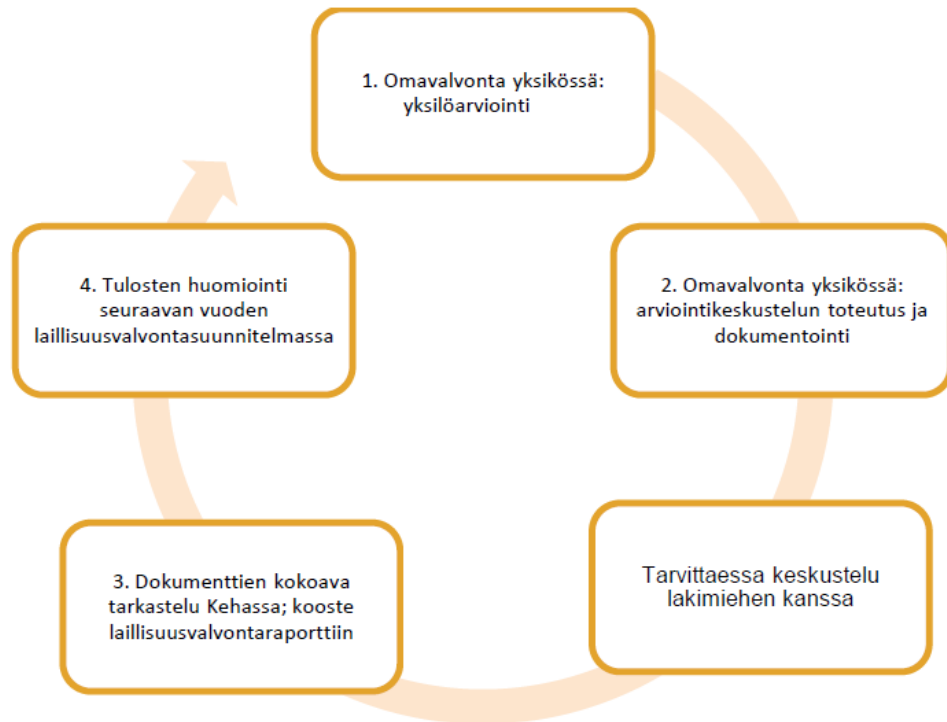 1. Omavalvonta yksikössä:
yksilöarviointi
2. Omavalvonta yksikössä:
arviointikeskustelun toteutus ja
dokumentointi
Tarvittaessa keskustelu
lakimiehen kanssa
3. Dokumenttien kokoava
tarkastelu Kehassa; kooste
laillisuusvalvontaraporttiin
4. Tulosten huomiointi
seuraavan vuoden
laillisuusvalvontasuunnitelmassa